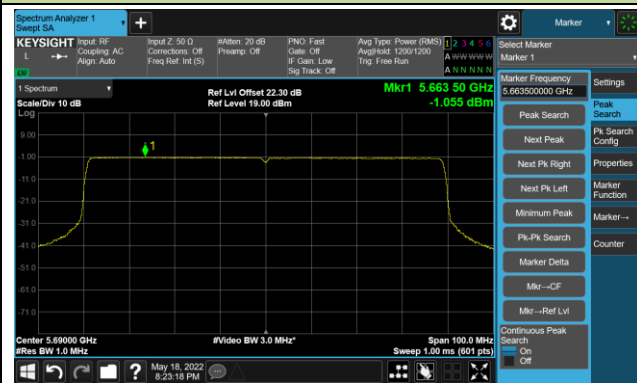 Spectrum Analyzer 1
Swept SA
Marker
KEYSIGHT
L
Input: RF
Coupling: AC
Align: Auto
Input Z: 50 Ω
Corrections: Off
Freq Ref: Int (S)
#Atten: 20 dB
Preamp: Off
PNO: Fast
Gate: Off
IF Gain: Low
Sig Track: Off
Avg Type: Power (RMS)
Avg|Hold: 1200/1200
Trig: Free Run
1 2 3 4 5 6
A W W W W W
A N N N N N
1 Spectrum
Scale/Div 10 dB
Log
Ref Lvl Offset 22.30 dB
Ref Level 19.00 dBm
Mkr1 5.663 50 GHz
-1.055 dBm
9.00
-1.00
-11.0
-21.0
-31.0
-41.0
-51.0
-61.0
-71.0
1
Center 5.69000 GHz
#Res BW 1.0 MHz
#Video BW 3.0 MHz*
Span 100.0 MHz
Sweep 1.00 ms (601 pts)
May 18, 2022
8:23:18 PM
Select Marker
Marker 1
Marker Frequency
5.663500000 GHz
Peak Search
Next Peak
Next Pk Right
Next Pk Left
Minimum Peak
Pk-Pk Search
Marker Delta
Mkr→CF
Mkr→Ref Lvl
Continuous Peak
Search
On
Off
Settings
Peak
Search
Pk Search
Config
Properties
Marker
Function
Marker→
Counter